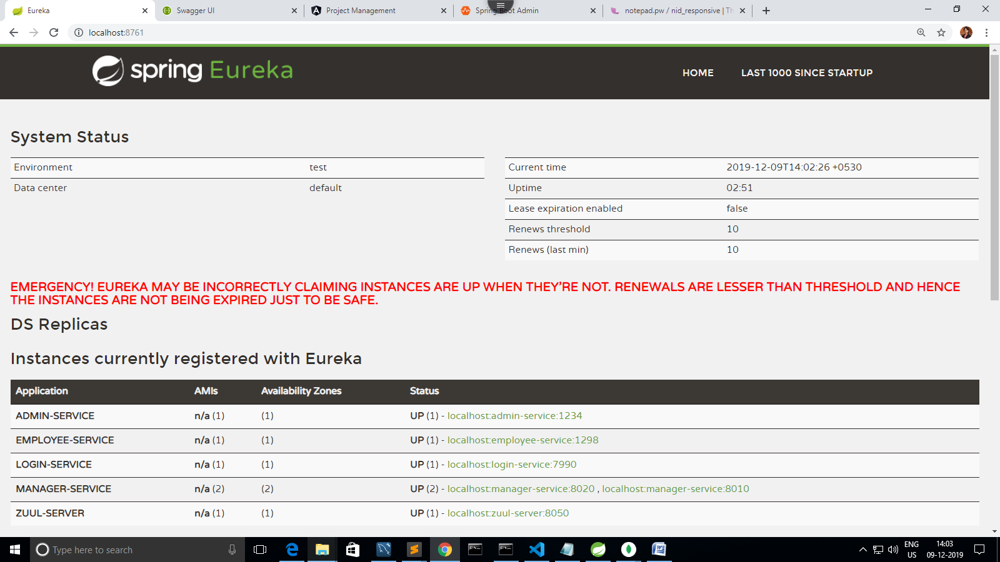 Eureka
Swagger UI
Project Management
Spring Boot Admin
notepad.pw / nid_responsive | Th
localhost:8761
spring Eureka
HOME
LAST 1000 SINCE STARTUP
System Status
Environment test
Data center default
Current time 2019-12-09T14:02:26 +0530
Uptime 02:51
Lease expiration enabled false
Renews threshold 10
Renews (last min) 10
EMERGENCY! EUREKA MAY BE INCORRECTLY CLAIMING INSTANCES ARE UP WHEN THEY'RE NOT. RENEWALS ARE LESSER THAN THRESHOLD AND HENCE
THE INSTANCES ARE NOT BEING EXPIRED JUST TO BE SAFE.
DS Replicas
Instances currently registered with Eureka
Application AMIs Availability Zones Status
ADMIN-SERVICE n/a (1) (1) UP (1) - localhost:admin-service:1234
EMPLOYEE-SERVICE n/a (1) (1) UP (1) - localhost:employee-service:1298
LOGIN-SERVICE n/a (1) (1) UP (1) - localhost:login-service:7990
MANAGER-SERVICE n/a (2) (2) UP (2) - localhost:manager-service:8020 , localhost:manager-service:8010
ZUUL-SERVER n/a (1) (1) UP (1) - localhost:zuul-server:8050
Type here to search
ENG
US
14:03
09-12-2019